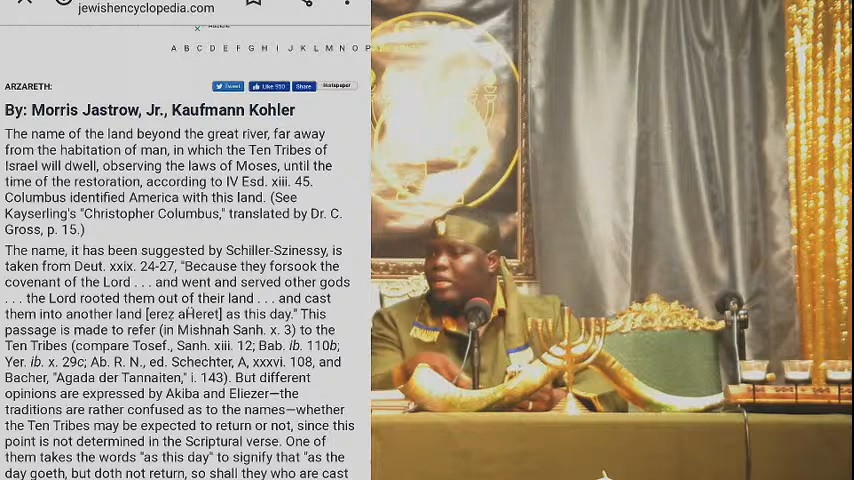 jewishencyclopedia.com
A B C D E F G H I J K L M N O P
ARZARETH:
Tweet Like 950 Share Instapaper
By: Morris Jastrow, Jr., Kaufmann Kohler
The name of the land beyond the great river, far away
from the habitation of man, in which the Ten Tribes of
Israel will dwell, observing the laws of Moses, until the
time of the restoration, according to IV Esd. xiii. 45.
Columbus identified America with this land. (See
Kayserling's "Christopher Columbus," translated by Dr. C.
Gross, p. 15.)
The name, it has been suggested by Schiller-Szinessy, is
taken from Deut. xxix. 24-27, "Because they forsook the
covenant of the Lord . . . and went and served other gods
. . . the Lord rooted them out of their land . . . and cast
them into another land [ereẓ aḤeret] as this day." This
passage is made to refer (in Mishnah Sanh. x. 3) to the
Ten Tribes (compare Tosef., Sanh. xiii. 12; Bab. ib. 110b;
Yer. ib. x. 29c; Ab. R. N., ed. Schechter, A, xxxvi. 108, and
Bacher, "Agada der Tannaiten," i. 143). But different
opinions are expressed by Akiba and Eliezer—the
traditions are rather confused as to the names—whether
the Ten Tribes may be expected to return or not, since this
point is not determined in the Scriptural verse. One of
them takes the words "as this day" to signify that "as the
day goeth, but doth not return, so shall they who are cast